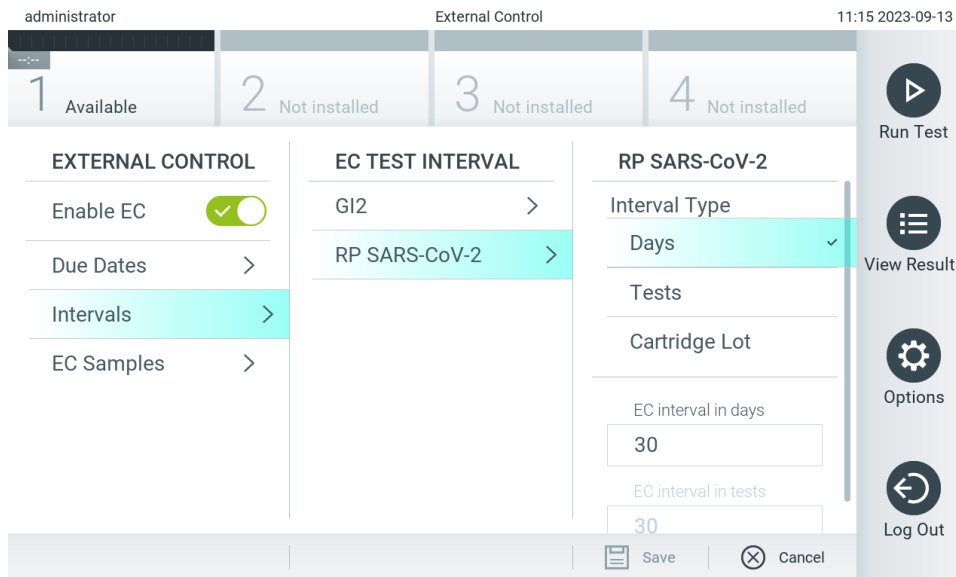 administrator External Control 11:15 2023-09-13
--:--
1 Available 2 Not installed 3 Not installed 4 Not installed
Run Test
EXTERNAL CONTROL
Enable EC
Due Dates
Intervals
EC Samples
EC TEST INTERVAL
GI2
RP SARS-CoV-2
RP SARS-CoV-2
Interval Type
Days
Tests
Cartridge Lot
EC interval in days
30
EC interval in tests
30
View Result
Options
Log Out
Save Cancel